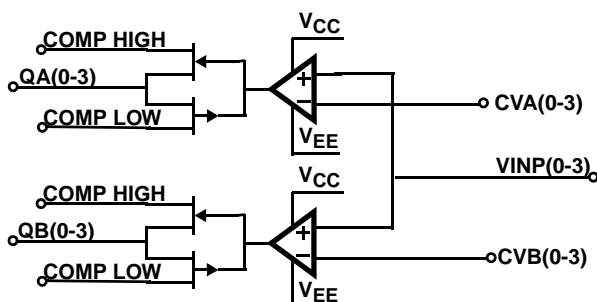 COMP HIGH
VCC
QA(0-3)
+
−
CVA(0-3)
COMP LOW
VEE
VINP(0-3)
COMP HIGH
VCC
QB(0-3)
+
−
CVB(0-3)
COMP LOW
VEE